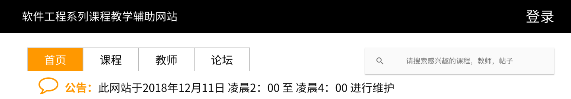 软件工程系列课程教学辅助网站 登录
首页 课程 教师 论坛 请搜索感兴趣的课程，教师，帖子
公告：此网站于2018年12月11日 凌晨2：00 至 凌晨4：00 进行维护